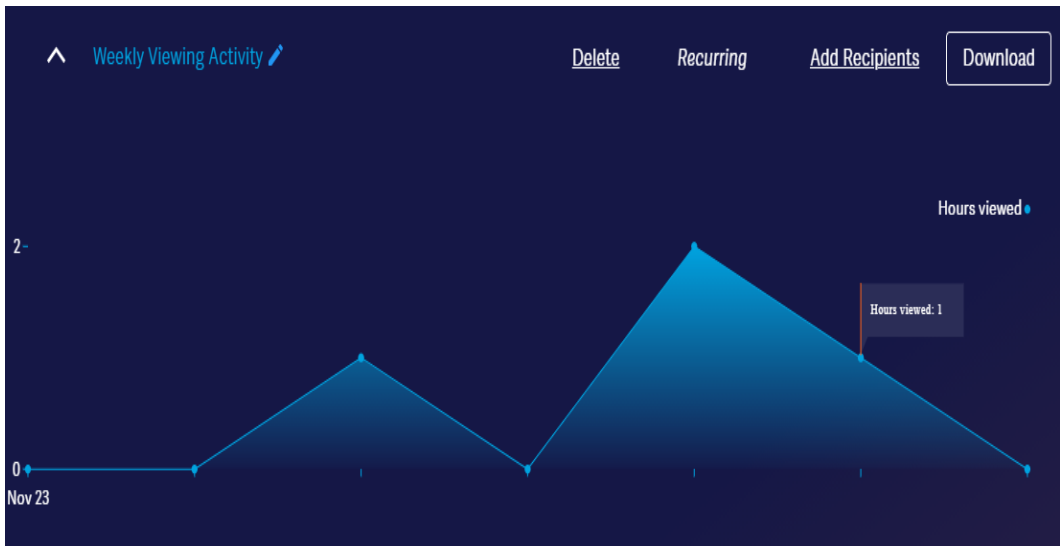 Weekly Viewing Activity
Delete
Recurring
Add Recipients
Download
Hours viewed
2
Hours viewed: 1
0
Nov 23